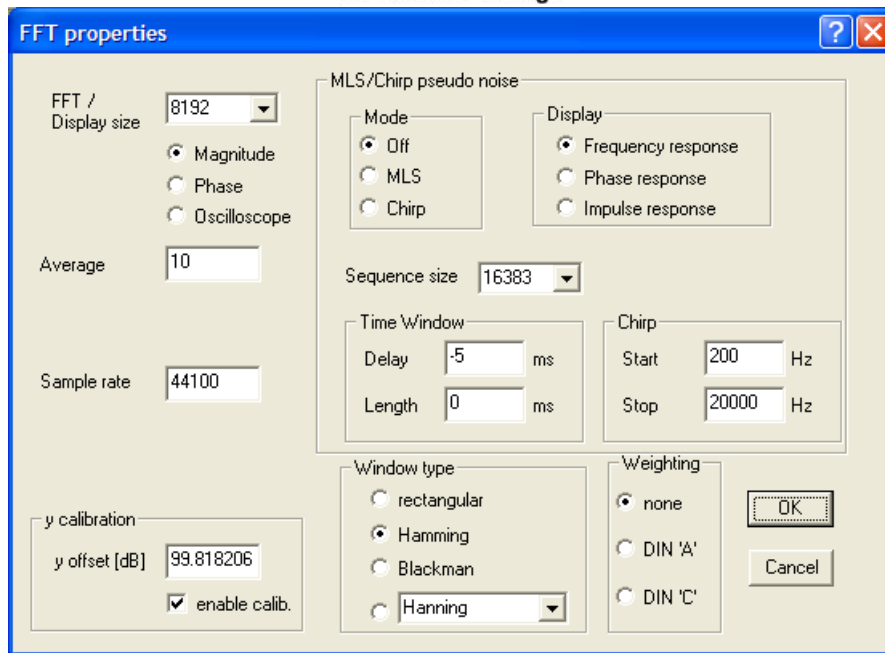 FFT properties
FFT /
Display size
8192
Magnitude
Phase
Oscilloscope
Average
10
Sample rate
44100
y calibration
y offset [dB]
99.818206
enable calib.
MLS/Chirp pseudo noise
Mode
Off
MLS
Chirp
Display
Frequency response
Phase response
Impulse response
Sequence size
16383
Time Window
Delay
-5
ms
Length
0
ms
Chirp
Start
200
Hz
Stop
20000
Hz
Window type
rectangular
Hamming
Blackman
Hanning
Weighting
none
DIN 'A'
DIN 'C'
OK
Cancel